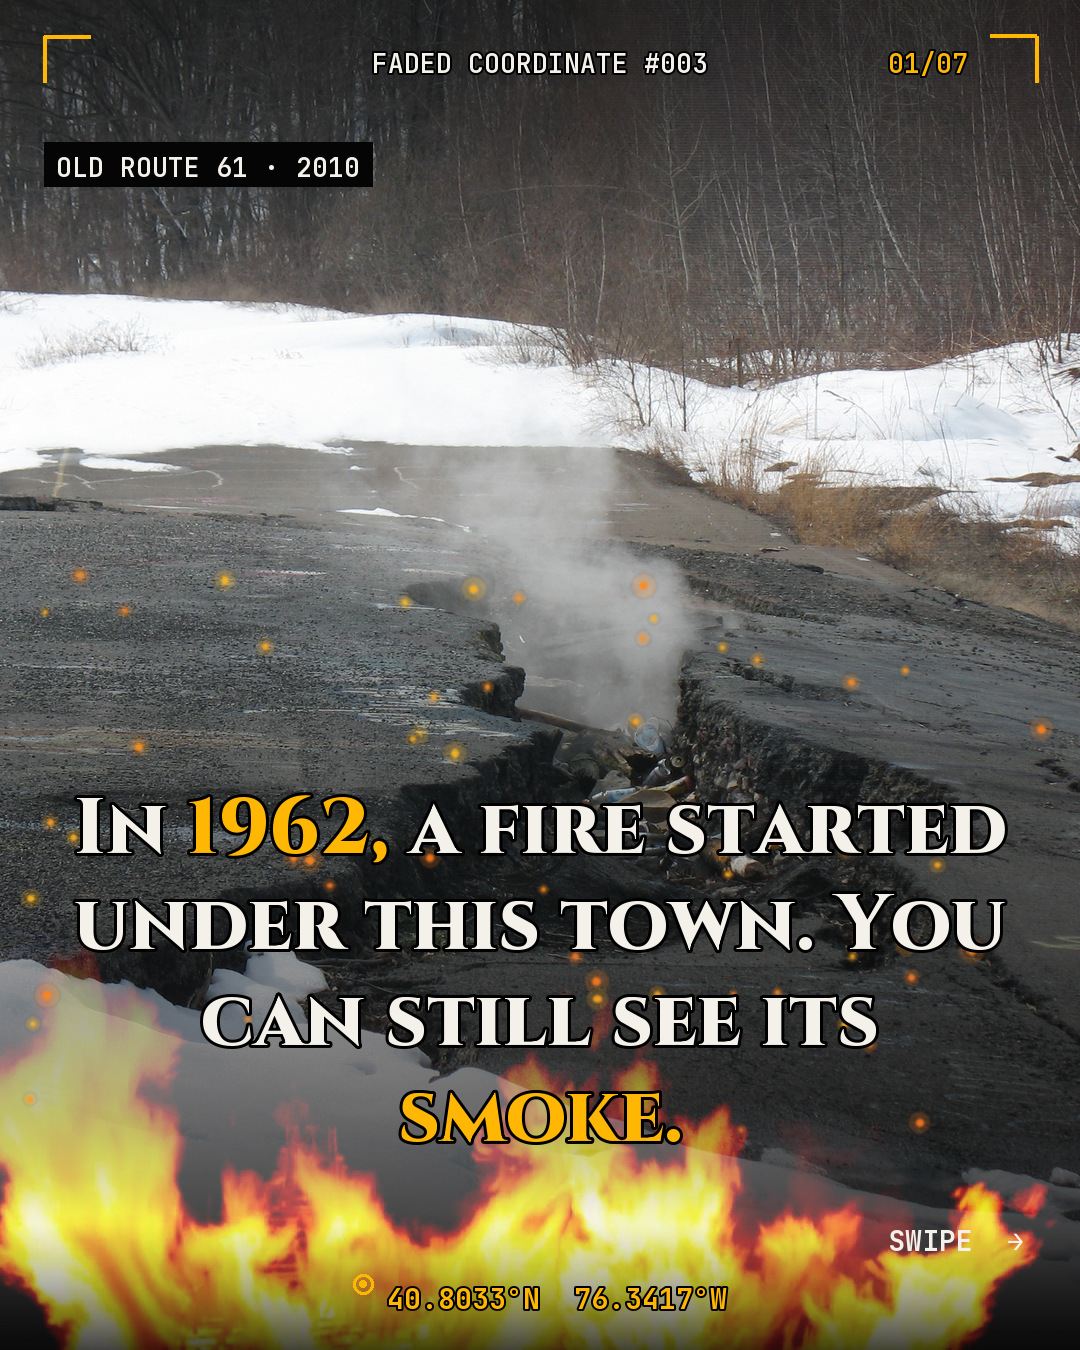 FADED COORDINATE #003
01/07
OLD ROUTE 61 · 2010
In 1962, a fire started
under this town. You
can still see its
smoke.
SWIPE →
40.8033°N 76.3417°W